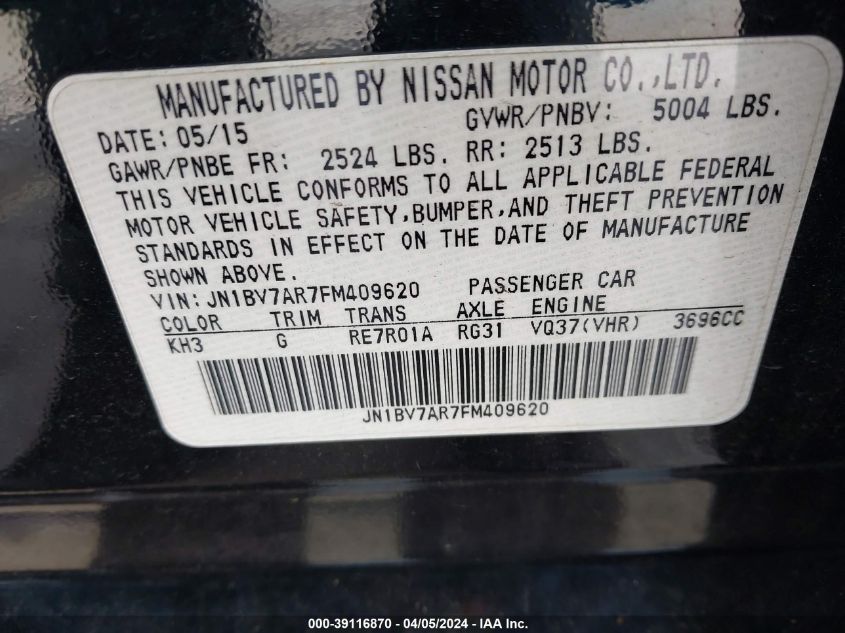 MANUFACTURED BY NISSAN MOTOR CO.,LTD.
DATE: 05/15 GVWR/PNBV: 5004 LBS.
GAWR/PNBE FR: 2524 LBS. RR: 2513 LBS.
THIS VEHICLE CONFORMS TO ALL APPLICABLE FEDERAL
MOTOR VEHICLE SAFETY,BUMPER,AND THEFT PREVENTION
STANDARDS IN EFFECT ON THE DATE OF MANUFACTURE
SHOWN ABOVE.
VIN: JN1BV7AR7FM409620 PASSENGER CAR
COLOR TRIM TRANS AXLE ENGINE
KH3 G RE7R01A RG31 VQ37(VHR) 3696CC
JN1BV7AR7FM409620
000-39116870 - 04/05/2024 - IAA Inc.